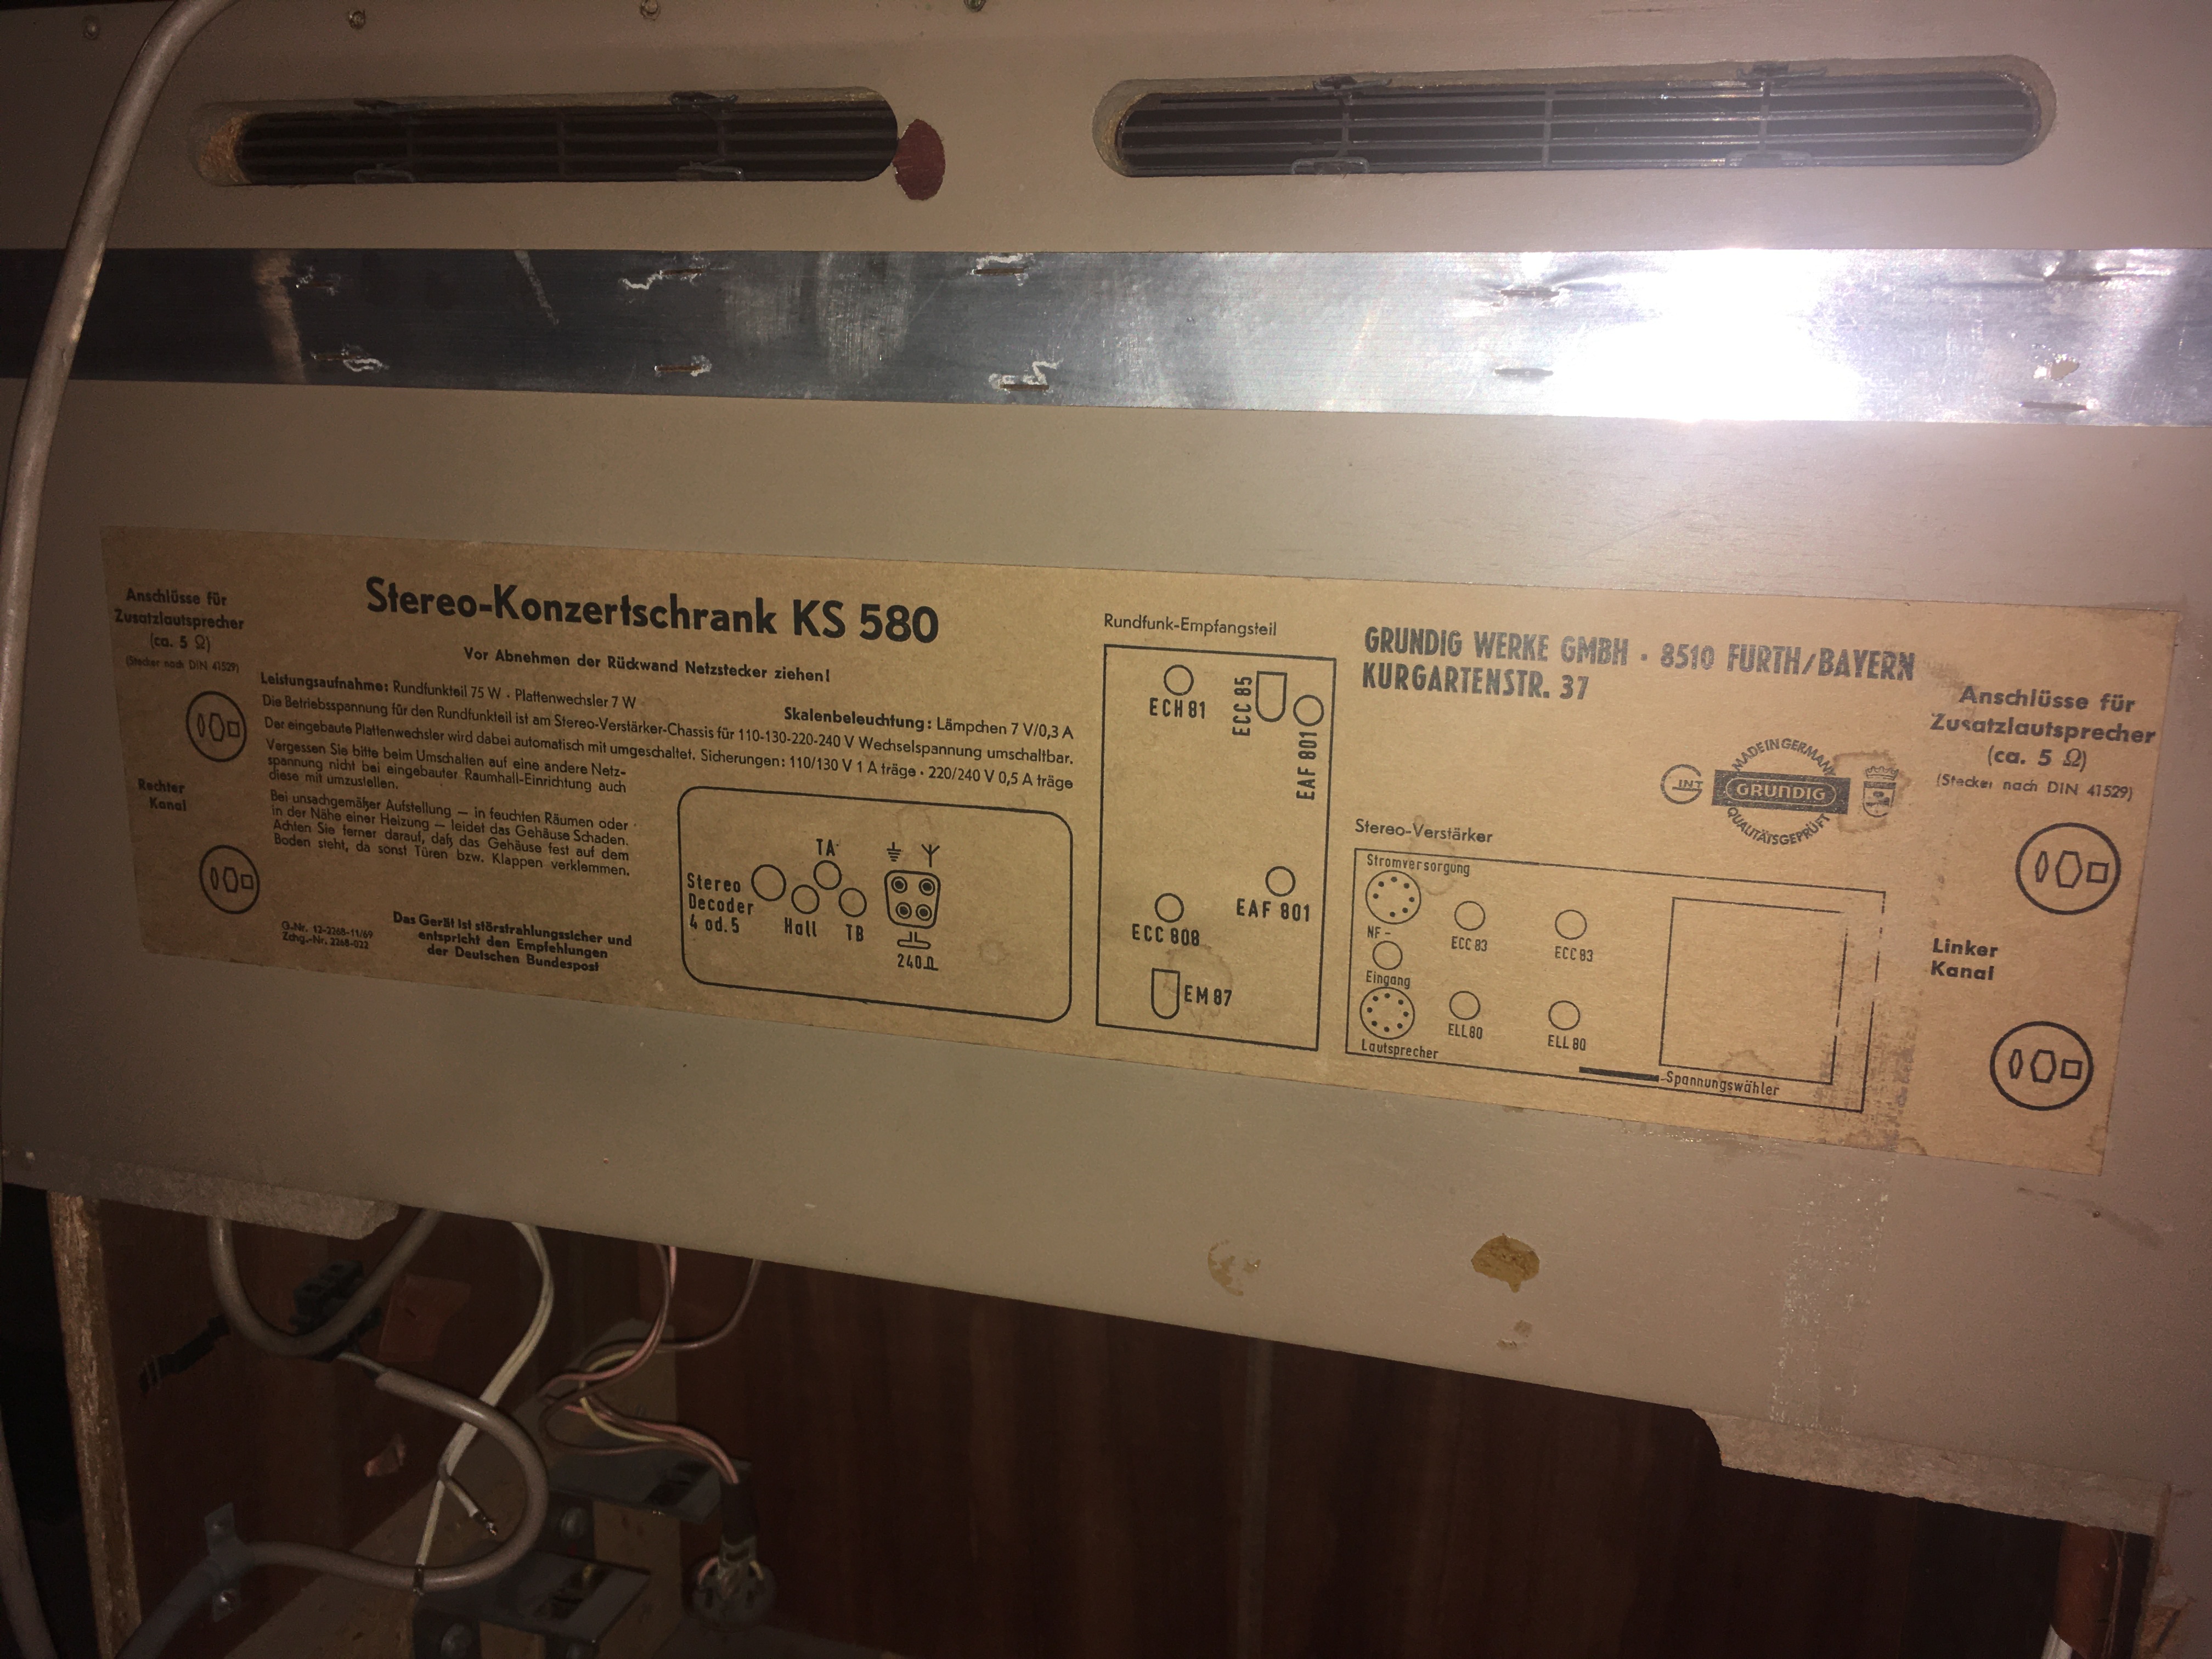 Anschlüsse für
Zusatzlautsprecher
(ca. 5 Ω)
(Stecker nach DIN 41529)
Rechter
Kanal
Stereo-Konzertschrank KS 580
Vor Abnehmen der Rückwand Netzstecker ziehen!
Leistungsaufnahme: Rundfunkteil 75 W · Plattenwechsler 7 W
Skalenbeleuchtung: Lämpchen 7 V/0,3 A
Die Betriebsspannung für den Rundfunkteil ist am Stereo-Verstärker-Chassis für 110-130-220-240 V Wechselspannung umschaltbar.
Der eingebaute Plattenwechsler wird dabei automatisch mit umgeschaltet. Sicherungen: 110/130 V 1 A träge · 220/240 V 0,5 A träge
Vergessen Sie bitte beim Umschalten auf eine andere Netz-
spannung nicht bei eingebauter Raumhall-Einrichtung auch
diese mit umzustellen.
Bei unsachgemäßer Aufstellung — in feuchten Räumen oder
in der Nähe einer Heizung — leidet das Gehäuse Schaden.
Achten Sie ferner darauf, daß das Gehäuse fest auf dem
Boden steht, da sonst Türen bzw. Klappen verklemmen.
G-Nr. 12-2268-11/69
Zchg.-Nr. 2268-022
Das Gerät ist störstrahlungssicher und
entspricht den Empfehlungen
der Deutschen Bundespost
TA
Stereo
Decoder
4 od. 5
Hall
TB
240Ω
Rundfunk-Empfangsteil
ECH 81
ECC 85
EAF 801
ECC 808
EAF 801
EM 87
GRUNDIG WERKE GMBH · 8510 FURTH/BAYERN
KURGARTENSTR. 37
INT
MADE IN GERMANY
GRUNDIG
QUALITÄTSGEPRÜFT
Stereo-Verstärker
Stromversorgung
NF-
Eingang
Lautsprecher
ECC 83
ECC 83
ELL 80
ELL 80
Spannungswähler
Anschlüsse für
Zusatzlautsprecher
(ca. 5 Ω)
(Stecker nach DIN 41529)
Linker
Kanal